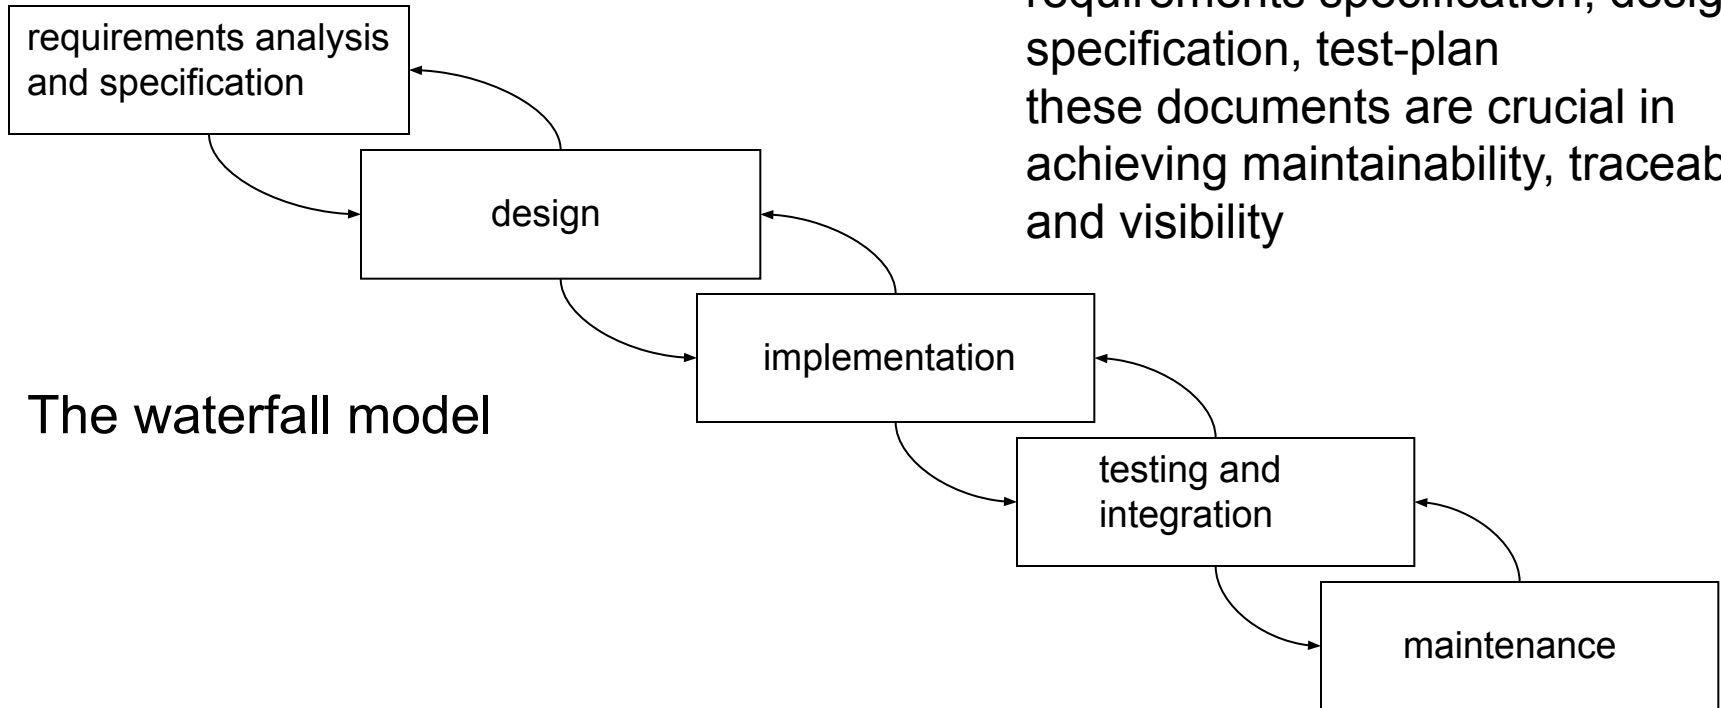 requirements analysis
and specification
requirements specification, desig
specification, test-plan
these documents are crucial in
achieving maintainability, traceab
and visibility
design
implementation
The waterfall model
testing and
integration
maintenance